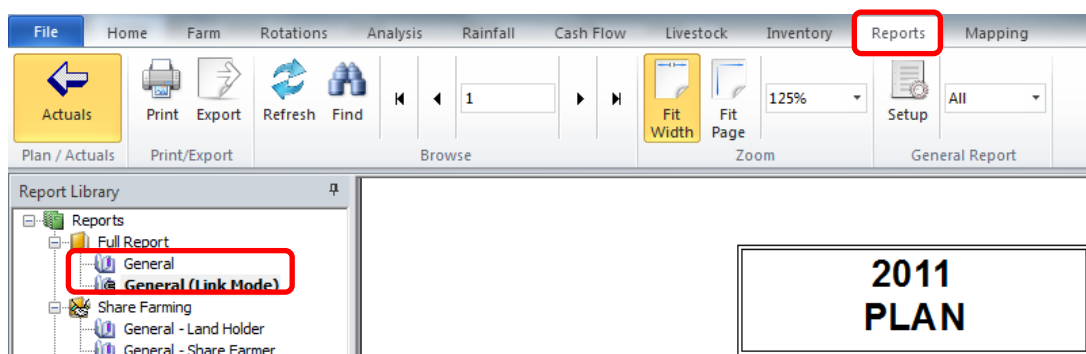 File Home Farm Rotations Analysis Rainfall Cash Flow Livestock Inventory Reports Mapping
Actuals Print Export Refresh Find 1 Fit Width Fit Page 125% Setup All
Plan / Actuals Print/Export Browse Zoom General Report
Report Library
Reports
Full Report
General
General (Link Mode)
Share Farming
General - Land Holder
General - Share Farmer
2011
PLAN